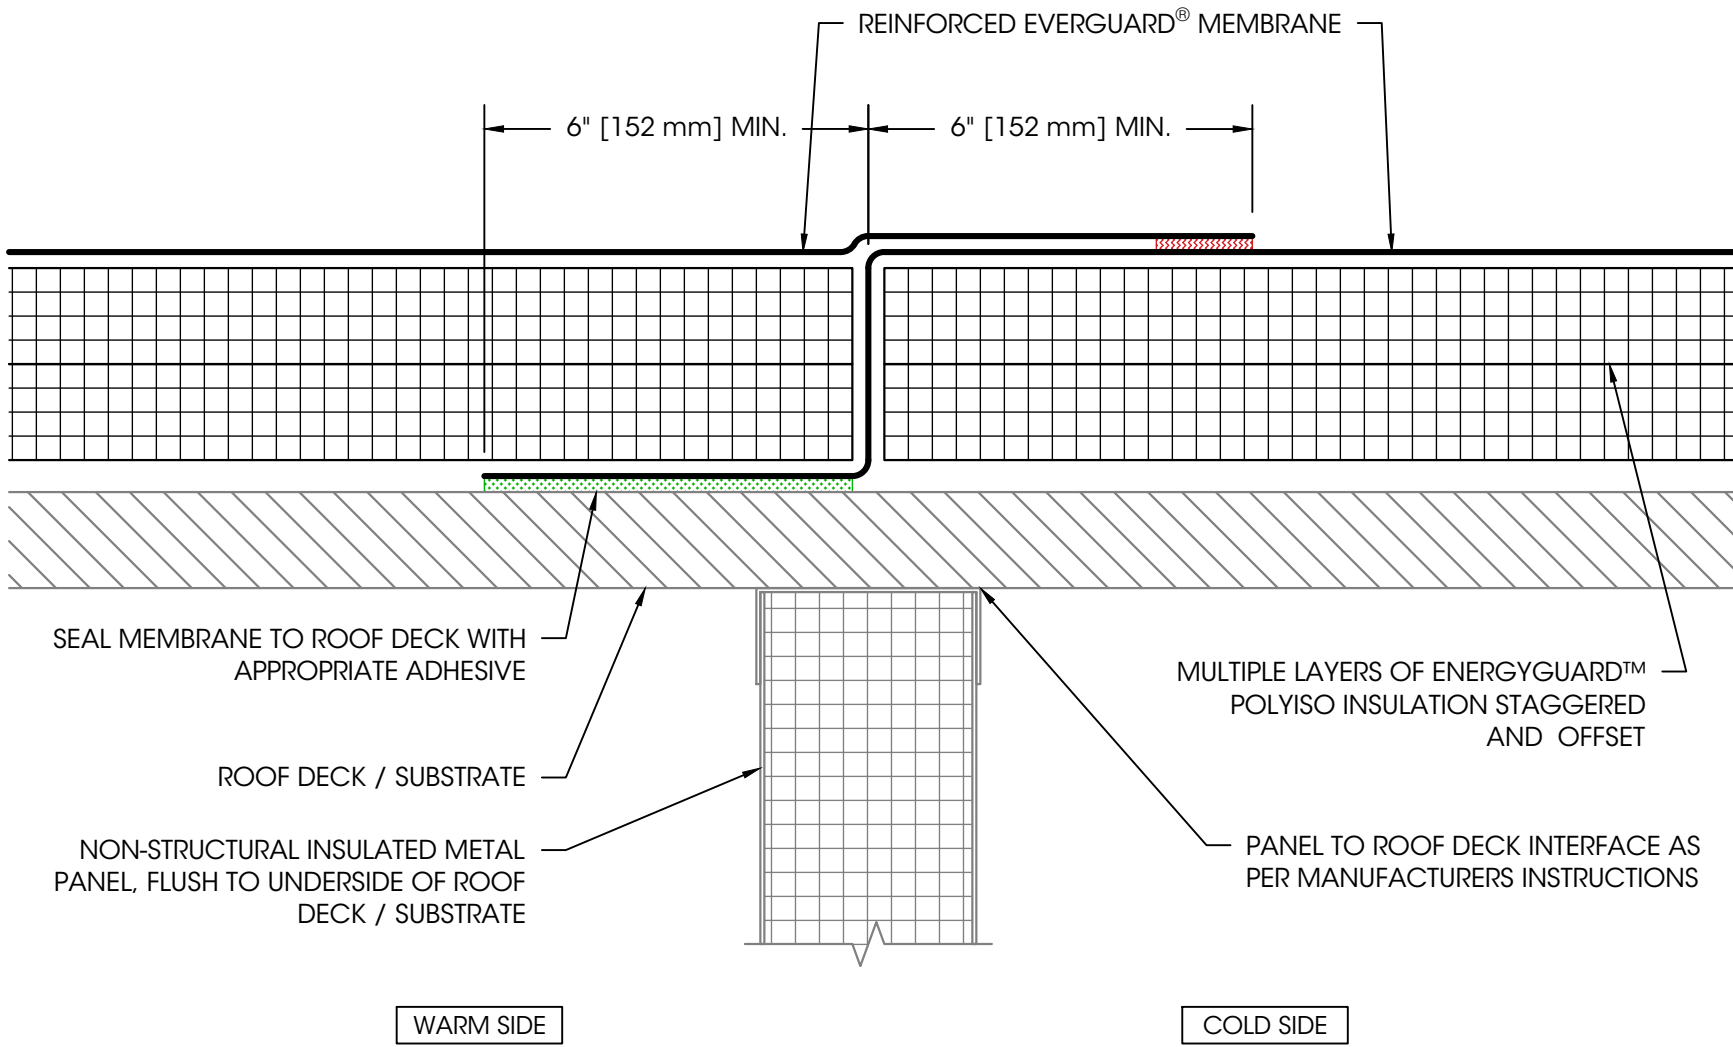 REINFORCED EVERGUARD® MEMBRANE
6" [152 mm] MIN.
6" [152 mm] MIN.
SEAL MEMBRANE TO ROOF DECK WITH
APPROPRIATE ADHESIVE
ROOF DECK / SUBSTRATE
NON-STRUCTURAL INSULATED METAL
PANEL, FLUSH TO UNDERSIDE OF ROOF
DECK / SUBSTRATE
MULTIPLE LAYERS OF ENERGYGUARD™
POLYISO INSULATION STAGGERED
AND OFFSET
PANEL TO ROOF DECK INTERFACE AS
PER MANUFACTURERS INSTRUCTIONS
WARM SIDE
COLD SIDE